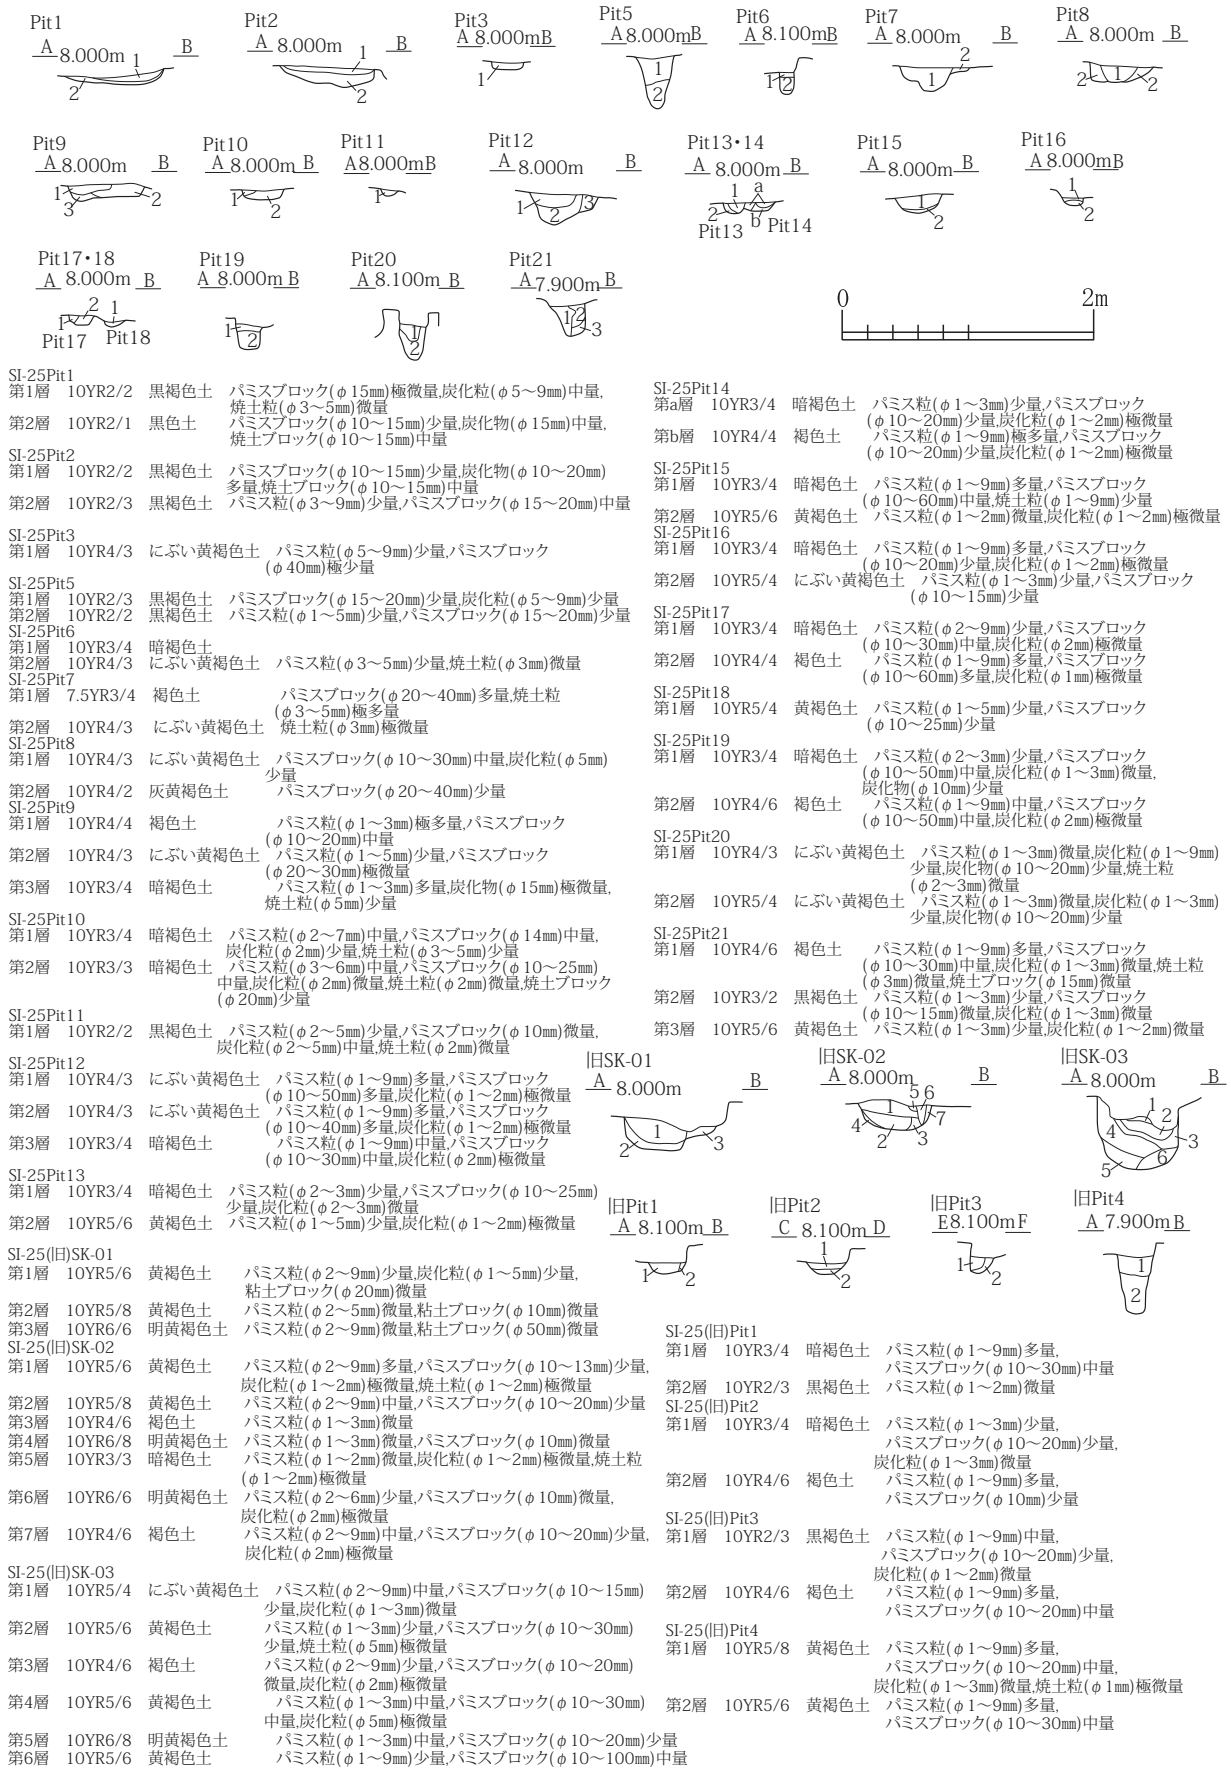 Pit1
A 8.000m B
1
2
Pit2
A 8.000m B
1
2
Pit3
A 8.000mB
1
Pit5
A8.000mB
1
2
Pit6
A 8.100mB
1
2
Pit7
A 8.000m B
2
1
Pit8
A 8.000m B
2 1 2
Pit9
A 8.000m B
1
3
2
Pit10
A 8.000m B
1
2
Pit11
A8.000mB
1
Pit12
A 8.000m B
1
2
3
Pit13・14
A 8.000m B
1 a
2 b
Pit13 Pit14
Pit15
A 8.000m B
1
2
Pit16
A 8.000mB
1
2
Pit17・18
A 8.000m B
2 1
1
Pit17 Pit18
Pit19
A 8.000m B
1
2
Pit20
A 8.100m B
1
2
Pit21
A 7.900m B
1 2
3
0 2m
SI-25Pit1
第1層 10YR2/2 黒褐色土 パミスブロック(φ15㎜)極微量,炭化粒(φ5〜9㎜)中量,
焼土粒(φ3〜5㎜)微量
第2層 10YR2/1 黒色土 パミスブロック(φ10〜15㎜)少量,炭化物(φ15㎜)中量,
焼土ブロック(φ10〜15㎜)中量
SI-25Pit2
第1層 10YR2/2 黒褐色土 パミスブロック(φ10〜15㎜)少量,炭化物(φ10〜20㎜)
多量,焼土ブロック(φ10〜15㎜)中量
第2層 10YR2/3 黒褐色土 パミス粒(φ3〜9㎜)少量,パミスブロック(φ15〜20㎜)中量
SI-25Pit3
第1層 10YR4/3 にぶい黄褐色土 パミス粒(φ5〜9㎜)少量,パミスブロック
(φ40㎜)極少量
SI-25Pit5
第1層 10YR2/3 黒褐色土 パミスブロック(φ15〜20㎜)少量,炭化粒(φ5〜9㎜)少量
第2層 10YR2/2 黒褐色土 パミス粒(φ1〜5㎜)少量,パミスブロック(φ15〜20㎜)少量
SI-25Pit6
第1層 10YR3/4 暗褐色土
第2層 10YR4/3 にぶい黄褐色土 パミス粒(φ3〜5㎜)少量,焼土粒(φ3㎜)微量
SI-25Pit7
第1層 7.5YR3/4 褐色土 パミスブロック(φ20〜40㎜)多量,焼土粒
(φ3〜5㎜)極多量
第2層 10YR4/3 にぶい黄褐色土 焼土粒(φ3㎜)極微量
SI-25Pit8
第1層 10YR4/3 にぶい黄褐色土 パミスブロック(φ10〜30㎜)中量,炭化粒(φ5㎜)
少量
第2層 10YR4/2 灰黄褐色土 パミスブロック(φ20〜40㎜)少量
SI-25Pit9
第1層 10YR4/4 褐色土 パミス粒(φ1〜3㎜)極多量,パミスブロック
(φ10〜20㎜)中量
第2層 10YR4/3 にぶい黄褐色土 パミス粒(φ1〜5㎜)少量,パミスブロック
(φ20〜30㎜)極微量
第3層 10YR3/4 暗褐色土 パミス粒(φ1〜3㎜)多量,炭化物(φ15㎜)極微量,
焼土粒(φ5㎜)少量
SI-25Pit10
第1層 10YR3/4 暗褐色土 パミス粒(φ2〜7㎜)中量,パミスブロック(φ14㎜)中量,
炭化粒(φ2㎜)少量,焼土粒(φ3〜5㎜)少量
第2層 10YR3/3 暗褐色土 パミス粒(φ3〜6㎜)中量,パミスブロック(φ10〜25㎜)
中量,炭化粒(φ2㎜)微量,焼土粒(φ2㎜)微量,焼土ブロック
(φ20㎜)少量
SI-25Pit11
第1層 10YR2/2 黒褐色土 パミス粒(φ2〜5㎜)少量,パミスブロック(φ10㎜)微量,
炭化粒(φ2〜5㎜)中量,焼土粒(φ2㎜)微量
SI-25Pit12
第1層 10YR4/3 にぶい黄褐色土 パミス粒(φ1〜9㎜)多量,パミスブロック
(φ10〜50㎜)多量,炭化粒(φ1〜2㎜)極微量
第2層 10YR4/3 にぶい黄褐色土 パミス粒(φ1〜9㎜)多量,パミスブロック
(φ10〜40㎜)多量,炭化粒(φ1〜2㎜)極微量
第3層 10YR3/4 暗褐色土 パミス粒(φ1〜9㎜)中量,パミスブロック
(φ10〜30㎜)中量,炭化粒(φ2㎜)極微量
SI-25Pit13
第1層 10YR3/4 暗褐色土 パミス粒(φ2〜3㎜)少量,パミスブロック(φ10〜25㎜)
少量,炭化粒(φ2〜3㎜)微量
第2層 10YR5/6 黄褐色土 パミス粒(φ1〜5㎜)少量,炭化粒(φ1〜2㎜)極微量
SI-25Pit14
第a層 10YR3/4 暗褐色土 パミス粒(φ1〜3㎜)少量,パミスブロック
(φ10〜20㎜)少量,炭化粒(φ1〜2㎜)極微量
第b層 10YR4/4 褐色土 パミス粒(φ1〜9㎜)極多量,パミスブロック
(φ10〜20㎜)少量,炭化粒(φ1〜2㎜)極微量
SI-25Pit15
第1層 10YR3/4 暗褐色土 パミス粒(φ1〜9㎜)多量,パミスブロック
(φ10〜60㎜)中量,焼土粒(φ1〜9㎜)少量
第2層 10YR5/6 黄褐色土 パミス粒(φ1〜2㎜)微量,炭化粒(φ1〜2㎜)極微量
SI-25Pit16
第1層 10YR3/4 暗褐色土 パミス粒(φ1〜9㎜)多量,パミスブロック
(φ10〜20㎜)少量,炭化粒(φ1〜2㎜)極微量
第2層 10YR5/4 にぶい黄褐色土 パミス粒(φ1〜3㎜)少量,パミスブロック
(φ10〜15㎜)少量
SI-25Pit17
第1層 10YR3/4 暗褐色土 パミス粒(φ2〜9㎜)少量,パミスブロック
(φ10〜30㎜)中量,炭化粒(φ2㎜)極微量
第2層 10YR4/4 褐色土 パミス粒(φ1〜9㎜)多量,パミスブロック
(φ10〜60㎜)多量,炭化粒(φ1㎜)極微量
SI-25Pit18
第1層 10YR5/4 黄褐色土 パミス粒(φ1〜5㎜)少量,パミスブロック
(φ10〜25㎜)少量
SI-25Pit19
第1層 10YR3/4 暗褐色土 パミス粒(φ2〜3㎜)少量,パミスブロック
(φ10〜50㎜)中量,炭化粒(φ1〜3㎜)微量,
炭化物(φ10㎜)少量
第2層 10YR4/6 褐色土 パミス粒(φ1〜9㎜)中量,パミスブロック
(φ10〜50㎜)中量,炭化粒(φ2㎜)極微量
SI-25Pit20
第1層 10YR4/3 にぶい黄褐色土 パミス粒(φ1〜3㎜)微量,炭化粒(φ1〜9㎜)
少量,炭化物(φ10〜20㎜)少量,焼土粒
(φ2〜3㎜)微量
第2層 10YR5/4 にぶい黄褐色土 パミス粒(φ1〜3㎜)微量,炭化粒(φ1〜3㎜)
少量,炭化物(φ10〜20㎜)少量
SI-25Pit21
第1層 10YR4/6 褐色土 パミス粒(φ1〜9㎜)多量,パミスブロック
(φ10〜30㎜)中量,炭化粒(φ1〜3㎜)微量,焼土粒
(φ3㎜)微量,焼土ブロック(φ15㎜)微量
第2層 10YR3/2 黒褐色土 パミス粒(φ1〜3㎜)少量,パミスブロック
(φ10〜15㎜)微量,炭化粒(φ1〜3㎜)微量
第3層 10YR5/6 黄褐色土 パミス粒(φ1〜3㎜)少量,炭化粒(φ1〜2㎜)微量
旧SK-01
A 8.000m B
1
2
3
旧SK-02
A 8.000m B
5 6
1
4 7
2 3
旧SK-03
A 8.000m B
1
2
4 3
5 6
旧Pit1
A 8.100m B
1 2
旧Pit2
C 8.100m D
1
2
旧Pit3
E8.100mF
1
2
旧Pit4
A 7.900mB
1
2
SI-25(旧)SK-01
第1層 10YR5/6 黄褐色土 パミス粒(φ2〜9㎜)少量,炭化粒(φ1〜5㎜)少量,
粘土ブロック(φ20㎜)微量
第2層 10YR5/8 黄褐色土 パミス粒(φ2〜5㎜)微量,粘土ブロック(φ10㎜)微量
第3層 10YR6/6 明黄褐色土 パミス粒(φ2〜9㎜)微量,粘土ブロック(φ50㎜)微量
SI-25(旧)SK-02
第1層 10YR5/6 黄褐色土 パミス粒(φ2〜9㎜)多量,パミスブロック(φ10〜13㎜)少量,
炭化粒(φ1〜2㎜)極微量,焼土粒(φ1〜2㎜)極微量
第2層 10YR5/8 黄褐色土 パミス粒(φ2〜9㎜)中量,パミスブロック(φ10〜20㎜)少量
第3層 10YR4/6 褐色土 パミス粒(φ1〜3㎜)微量
第4層 10YR6/8 明黄褐色土 パミス粒(φ1〜3㎜)微量,パミスブロック(φ10㎜)微量
第5層 10YR3/3 暗褐色土 パミス粒(φ1〜2㎜)微量,炭化粒(φ1〜2㎜)極微量,焼土粒
(φ1〜2㎜)極微量
第6層 10YR6/6 明黄褐色土 パミス粒(φ2〜6㎜)少量,パミスブロック(φ10㎜)微量,
炭化粒(φ2㎜)極微量
第7層 10YR4/6 褐色土 パミス粒(φ2〜9㎜)中量,パミスブロック(φ10〜20㎜)少量,
炭化粒(φ2㎜)極微量
SI-25(旧)SK-03
第1層 10YR5/4 にぶい黄褐色土 パミス粒(φ2〜9㎜)中量,パミスブロック(φ10〜15㎜)
少量,炭化粒(φ1〜3㎜)微量
第2層 10YR5/6 黄褐色土 パミス粒(φ1〜3㎜)少量,パミスブロック(φ10〜30㎜)
少量,焼土粒(φ5㎜)極微量
第3層 10YR4/6 褐色土 パミス粒(φ2〜9㎜)少量,パミスブロック(φ10〜20㎜)
微量,炭化粒(φ2㎜)極微量
第4層 10YR5/6 黄褐色土 パミス粒(φ1〜3㎜)中量,パミスブロック(φ10〜30㎜)
中量,炭化粒(φ5㎜)極微量
第5層 10YR6/8 明黄褐色土 パミス粒(φ1〜3㎜)中量,パミスブロック(φ10〜20㎜)少量
第6層 10YR5/6 黄褐色土 パミス粒(φ1〜9㎜)少量,パミスブロック(φ10〜100㎜)中量
SI-25(旧)Pit1
第1層 10YR3/4 暗褐色土 パミス粒(φ1〜9㎜)多量,
パミスブロック(φ10〜30㎜)中量
第2層 10YR2/3 黒褐色土 パミス粒(φ1〜2㎜)微量
SI-25(旧)Pit2
第1層 10YR3/4 暗褐色土 パミス粒(φ1〜3㎜)少量,
パミスブロック(φ10〜20㎜)少量,
炭化粒(φ1〜3㎜)微量
第2層 10YR4/6 褐色土 パミス粒(φ1〜9㎜)多量,
パミスブロック(φ10㎜)少量
SI-25(旧)Pit3
第1層 10YR2/3 黒褐色土 パミス粒(φ1〜9㎜)中量,
パミスブロック(φ10〜20㎜)少量,
炭化粒(φ1〜2㎜)微量
第2層 10YR4/6 褐色土 パミス粒(φ1〜9㎜)多量,
パミスブロック(φ10〜20㎜)中量
SI-25(旧)Pit4
第1層 10YR5/8 黄褐色土 パミス粒(φ1〜9㎜)多量,
パミスブロック(φ10〜20㎜)中量,
炭化粒(φ1〜3㎜)微量,焼土粒(φ1㎜)極微量
第2層 10YR5/6 黄褐色土 パミス粒(φ1〜9㎜)多量,
パミスブロック(φ10〜30㎜)中量